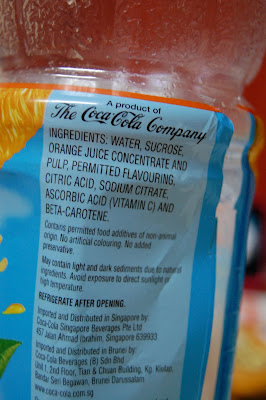 A product of
The Coca-Cola Company
INGREDIENTS: WATER, SUCROSE,
ORANGE JUICE CONCENTRATE AND
PULP, PERMITTED FLAVOURING,
CITRIC ACID, SODIUM CITRATE,
ASCORBIC ACID (VITAMIN C) AND
BETA-CAROTENE.
Contains permitted food additives of non-animal
origin. No artificial colouring. No added
preservative.
May contain light and dark sediments due to natural
ingredients. Avoid exposure to direct sunlight or
high temperature.
REFRIGERATE AFTER OPENING.
Imported and Distributed in Singapore by:
Coca-Cola Singapore Beverages Pte Ltd
457 Jalan Ahmad Ibrahim, Singapore 639933
Imported and Distributed in Brunei by:
Coca-Cola Beverages (B) Sdn Bhd
Unit 1, 2nd Floor, Tian & Chuan Building, Kg. Kiulap,
Bandar Seri Begawan, Brunei Darussalam.
www.coca-cola.com.sg